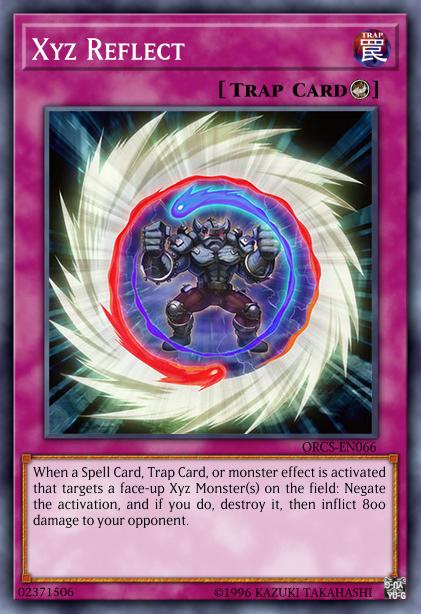 Xyz Reflect
TRAP
罠
[Trap Card]
ORCS-EN066
When a Spell Card, Trap Card, or monster effect is activated
that targets a face-up Xyz Monster(s) on the field: Negate
the activation, and if you do, destroy it, then inflict 800
damage to your opponent.
02371506
©1996 KAZUKI TAKAHASHI